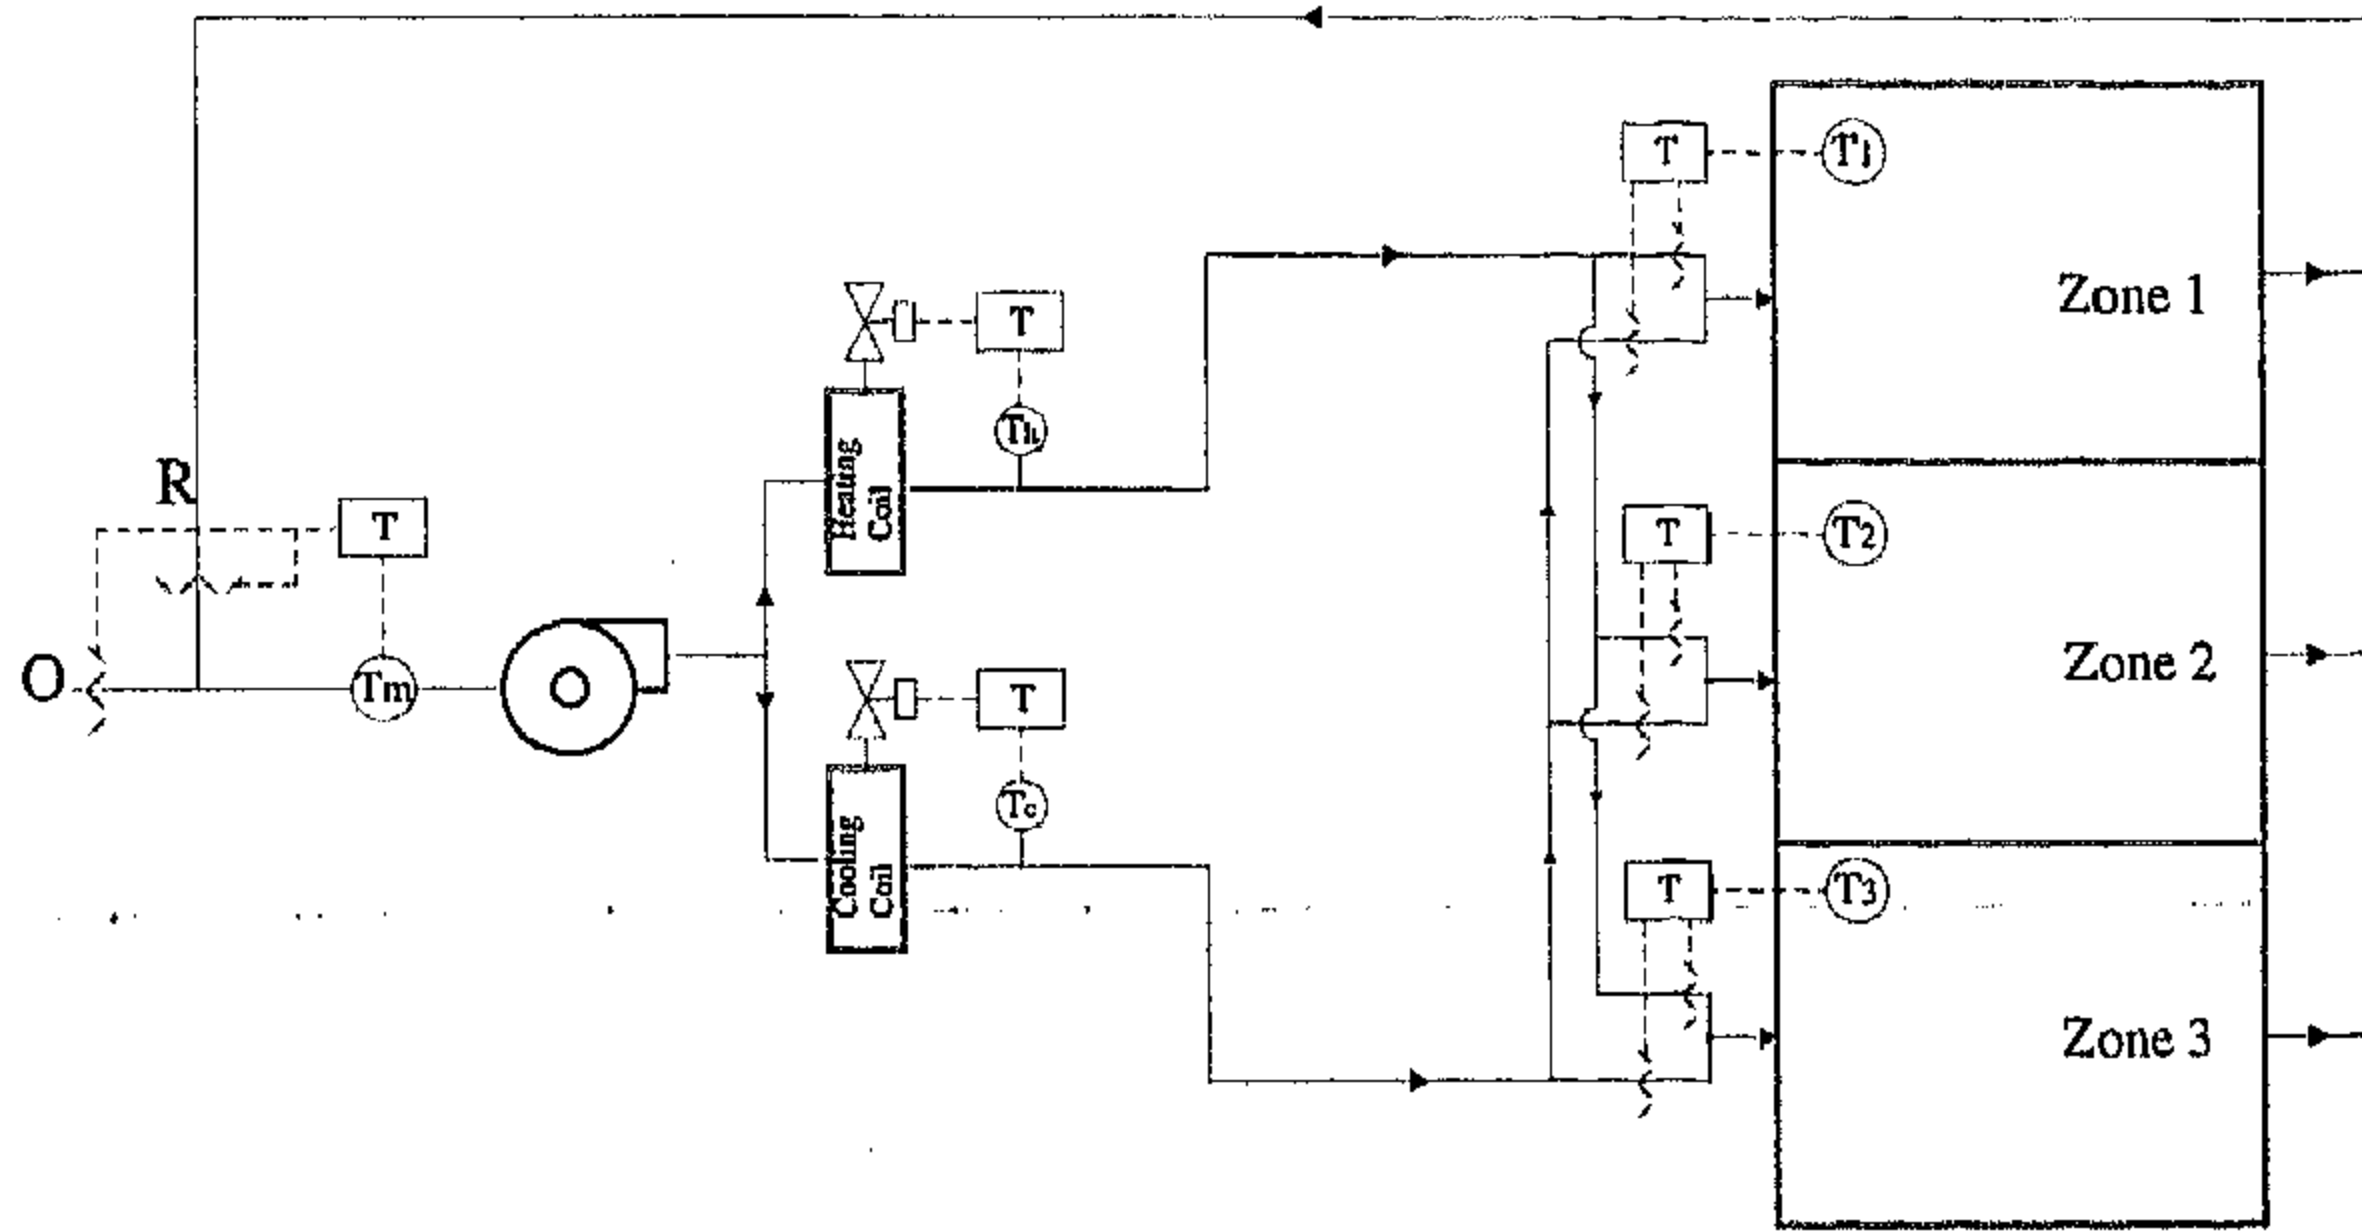 T
T1
Zone 1
T
Th
Heating
Coil
R
T
T
T2
O
Tm
Zone 2
T
Tc
Cooling
Coil
T
T3
Zone 3